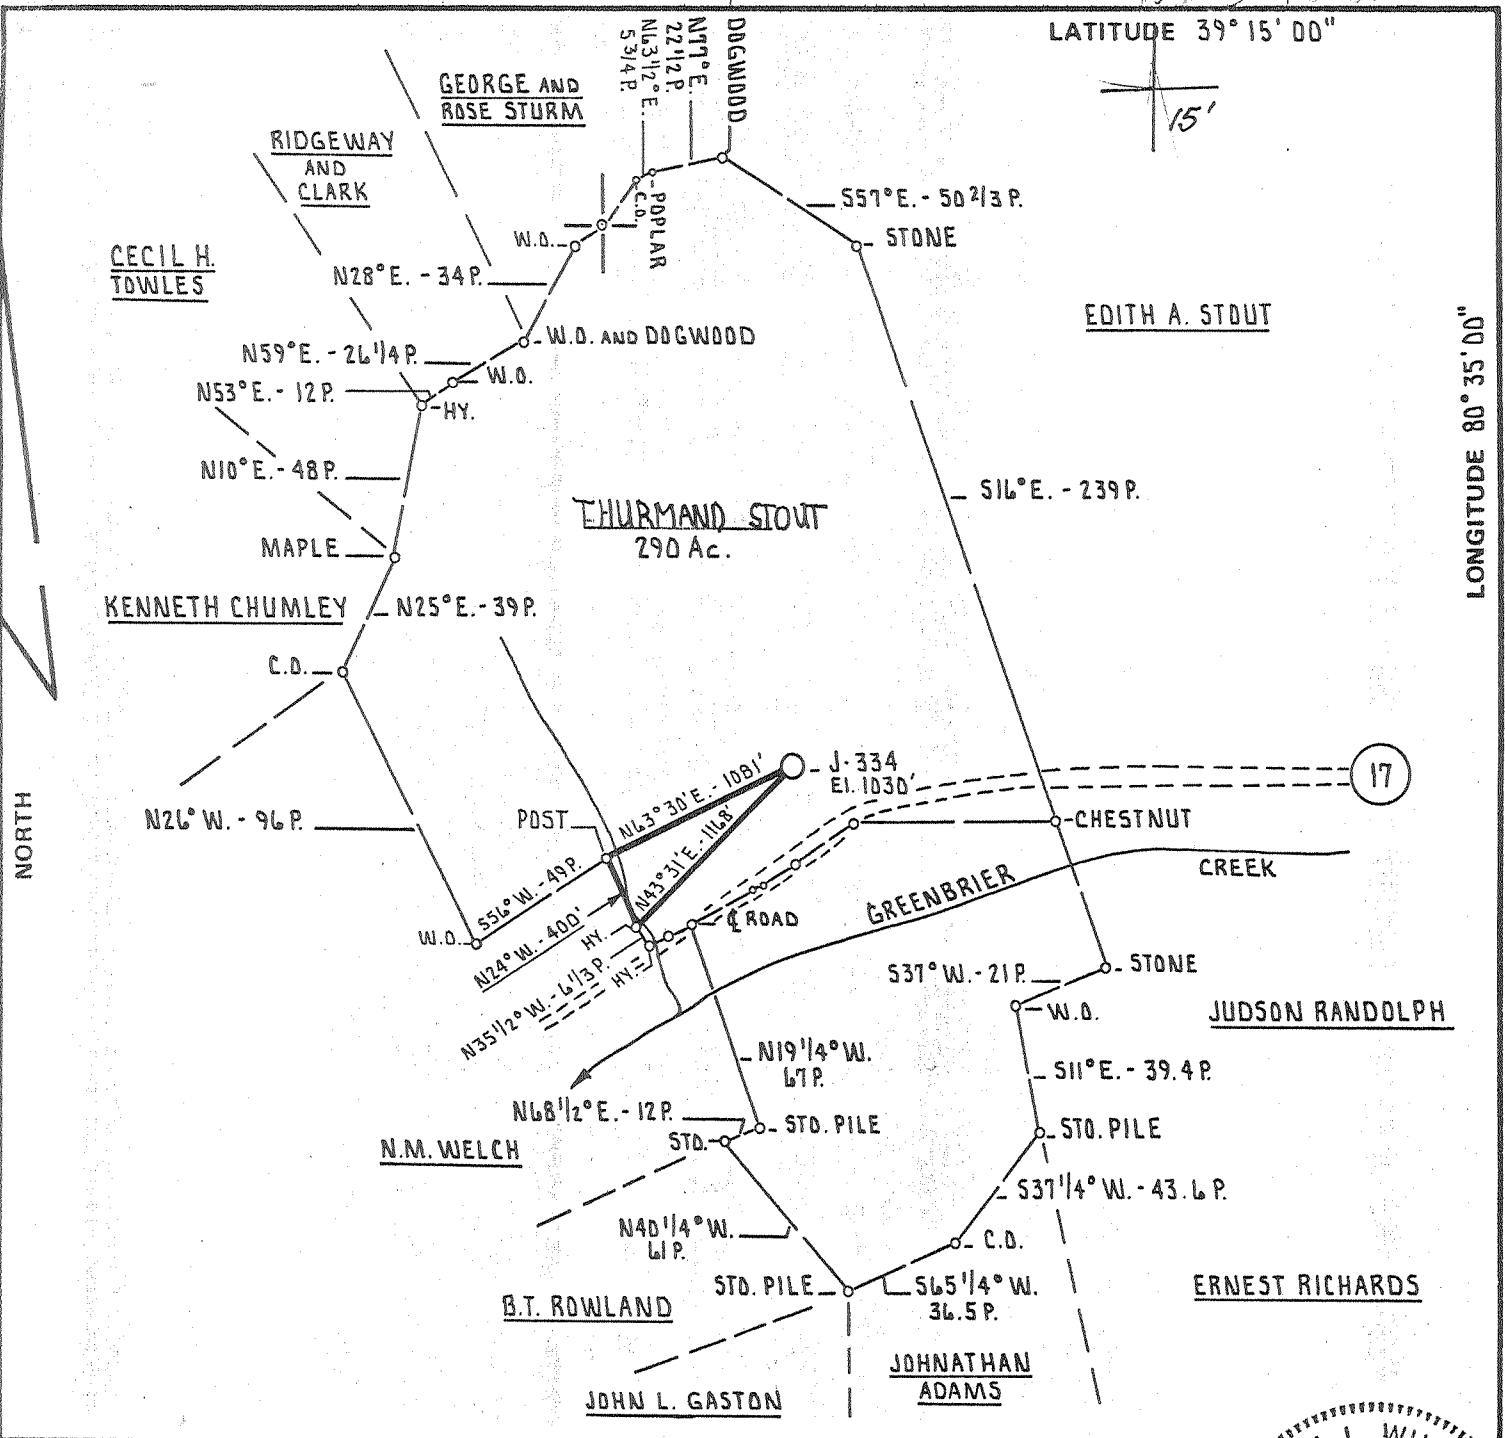 LATITUDE 39° 15' 00"
15'
DOGWOOD
N77° E.
22 1/2 P.
N63 1/2° E.
5 3/4 P.
GEORGE AND
ROSE STURM
RIDGEWAY
AND
CLARK
S57° E. - 50 2/3 P.
STONE
C.O.
POPLAR
W.O.
CECIL H.
TOWLES
N28° E. - 34 P.
EDITH A. STOUT
LONGITUDE 80° 35' 00"
W.O. AND DOGWOOD
N59° E. - 26 1/4 P.
W.O.
N53° E. - 12 P.
HY.
N10° E. - 48 P.
S16° E. - 239 P.
THURMAND STOUT
290 Ac.
MAPLE
KENNETH CHUMLEY
N25° E. - 39 P.
C.O.
J-334
El. 1030'
17
N63° 30' E. - 1081'
NORTH
N26° W. - 96 P.
POST
CHESTNUT
N43° 31' E. - 1168'
GREENBRIER
CREEK
S56° W. - 49 P.
W.O.
℄ ROAD
N24° W. - 400'
HY.
N35 1/2° W. - 6 1/3 P.
HY.
S37° W. - 21 P.
STONE
W.O.
JUDSON RANDOLPH
N19 1/4° W.
67 P.
S11° E. - 39.4 P.
N68 1/2° E. - 12 P.
STO. PILE
STO.
STO. PILE
N.M. WELCH
S37 1/4° W. - 43.6 P.
N40 1/4° W.
61 P.
C.O.
STO. PILE
S65 1/4° W.
36.5 P.
ERNEST RICHARDS
B.T. ROWLAND
JOHNATHAN
ADAMS
JOHN L. GASTON